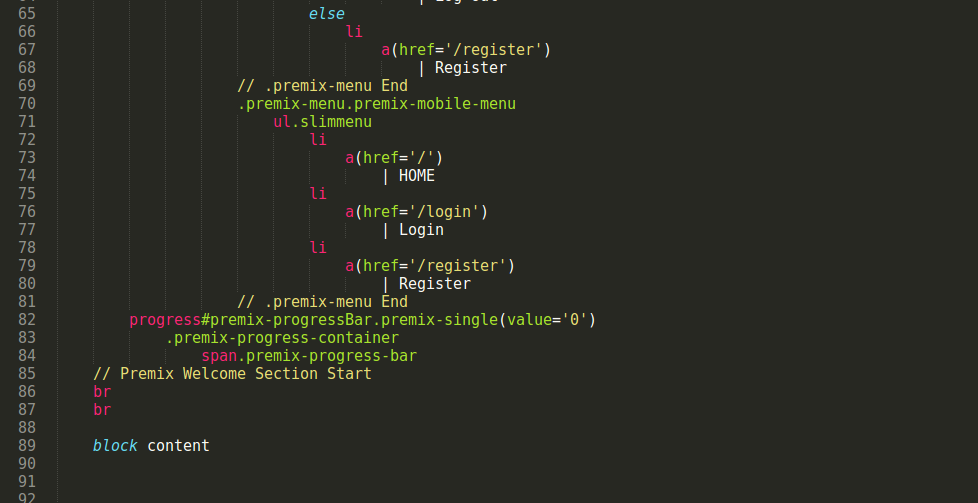 65 else
66 li
67 a(href='/register')
68 | Register
69 // .premix-menu End
70 .premix-menu.premix-mobile-menu
71 ul.slimmenu
72 li
73 a(href='/')
74 | HOME
75 li
76 a(href='/login')
77 | Login
78 li
79 a(href='/register')
80 | Register
81 // .premix-menu End
82 progress#premix-progressBar.premix-single(value='0')
83 .premix-progress-container
84 span.premix-progress-bar
85 // Premix Welcome Section Start
86 br
87 br
88
89 block content
90
91
92